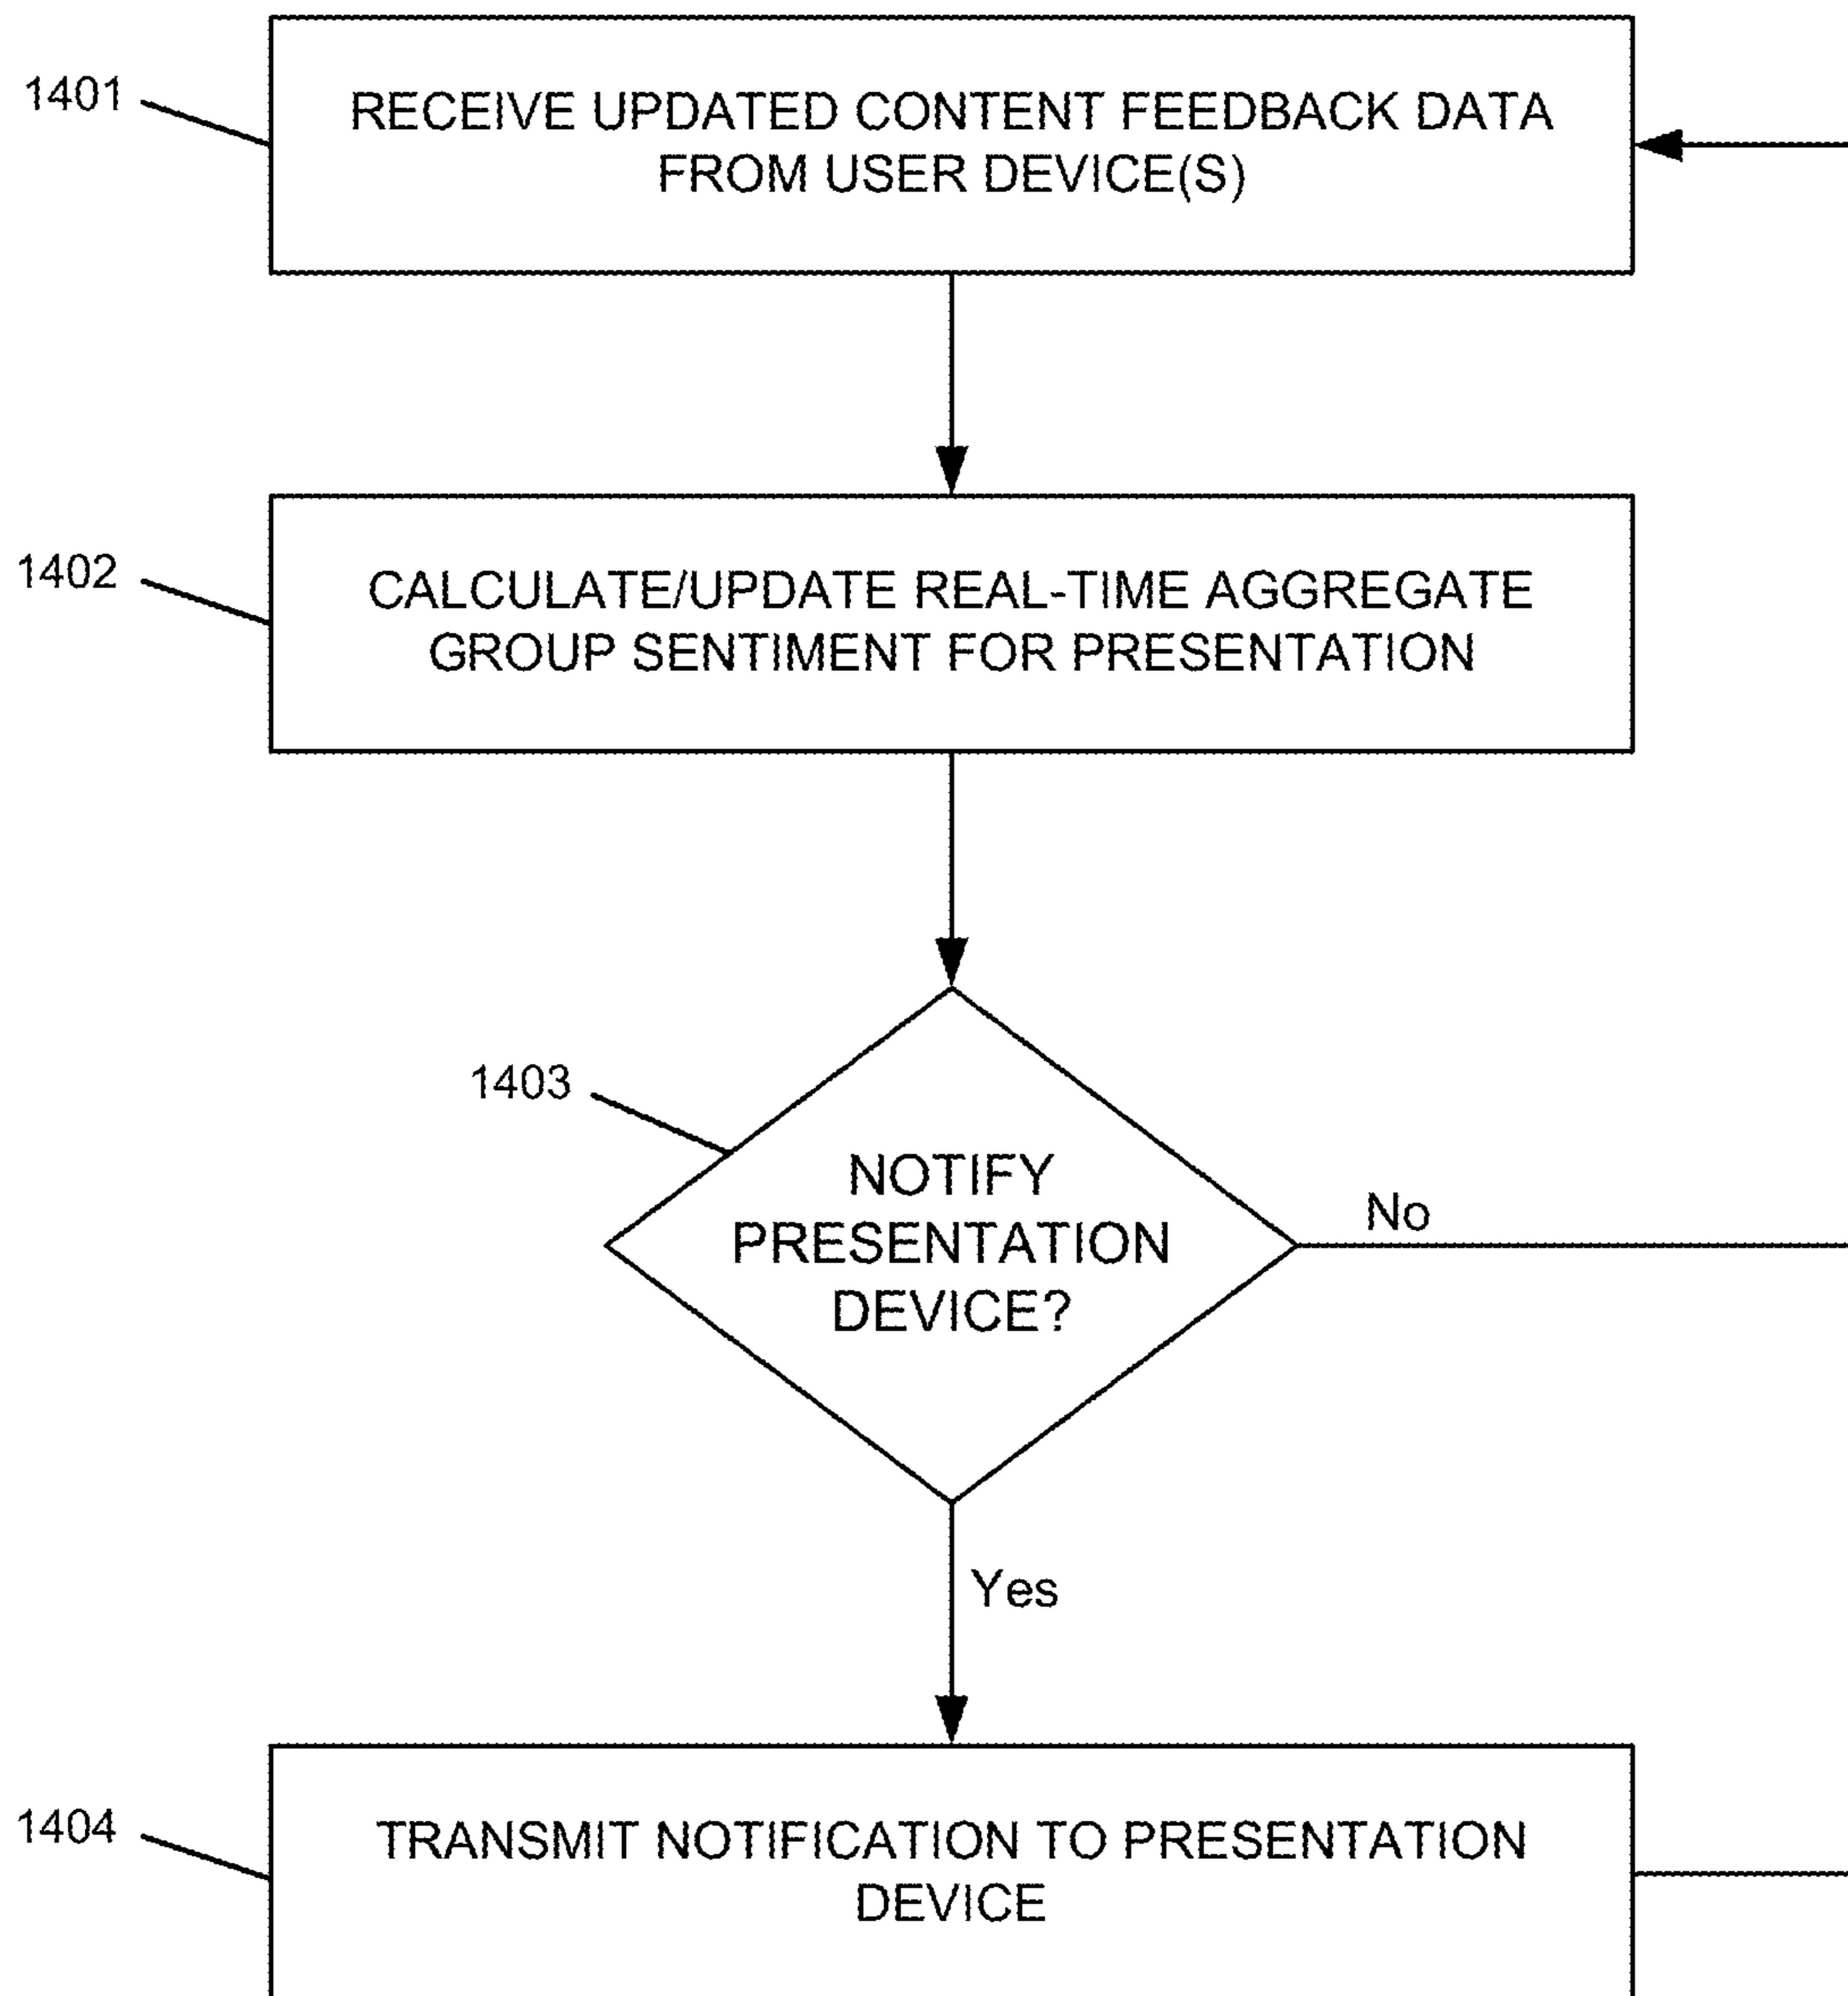 1401
RECEIVE UPDATED CONTENT FEEDBACK DATA
FROM USER DEVICE(S)
1402
CALCULATE/UPDATE REAL-TIME AGGREGATE
GROUP SENTIMENT FOR PRESENTATION
1403
NOTIFY
PRESENTATION
DEVICE?
No
Yes
1404
TRANSMIT NOTIFICATION TO PRESENTATION
DEVICE